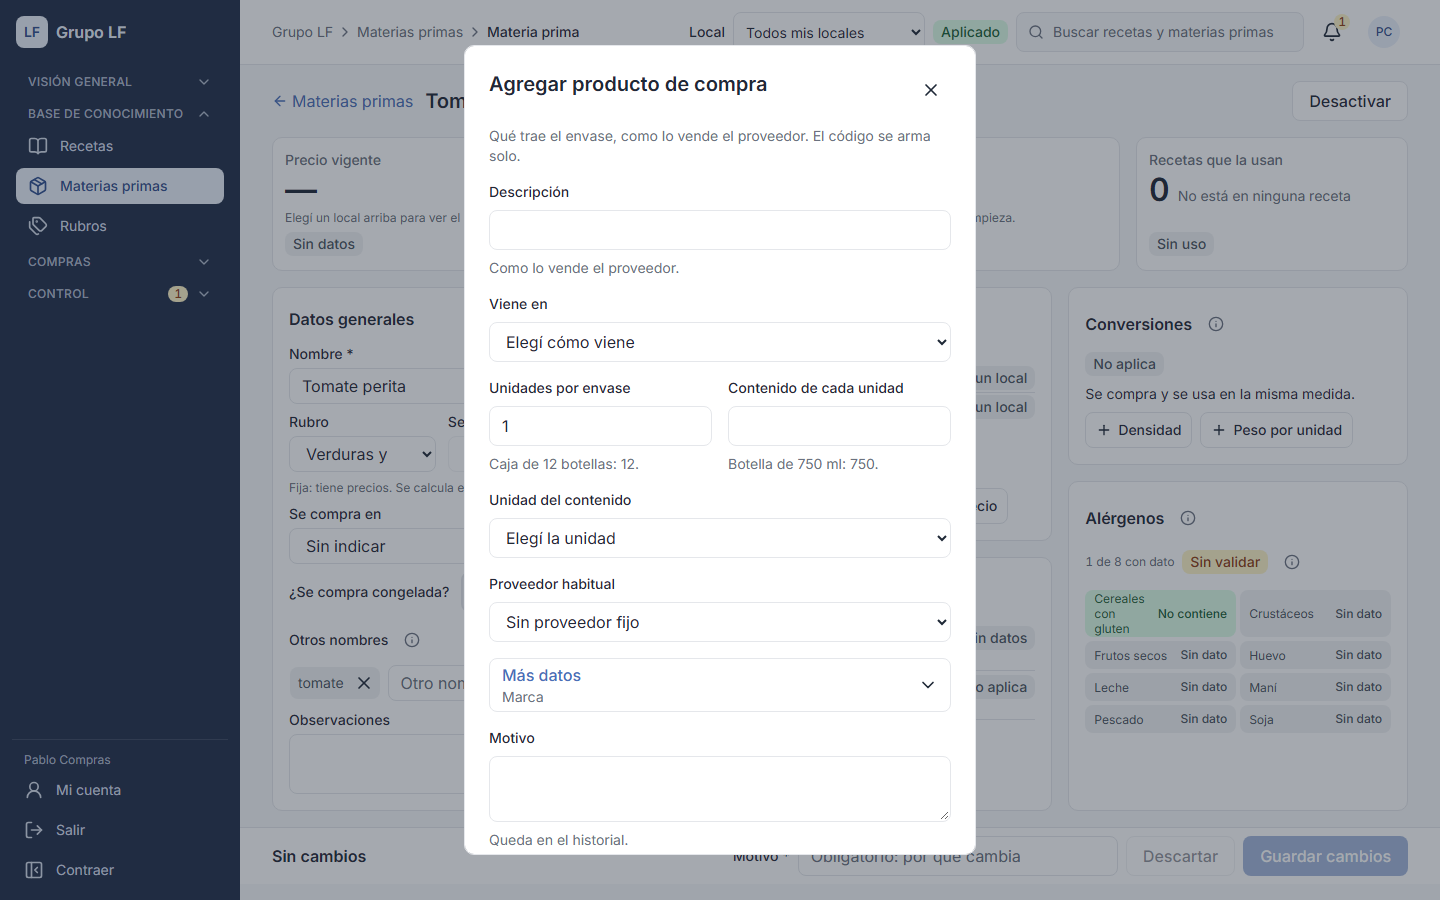 LF Grupo LF
VISIÓN GENERAL
BASE DE CONOCIMIENTO
Recetas
Materias primas
Rubros
COMPRAS
CONTROL 1
Pablo Compras
Mi cuenta
Salir
Contraer
Grupo LF Materias primas Materia prima
Local Todos mis locales Aplicado Buscar recetas y materias primas 1 PC
Materias primas Tom
Desactivar
Precio vigente
—
Elegí un local arriba para ver el
Sin datos
Recetas que la usan
0 No está en ninguna receta
Sin uso
Datos generales
Nombre *
Tomate perita
Rubro Se
Verduras y
Fija: tiene precios. Se calcula e
Se compra en
Sin indicar
¿Se compra congelada?
Otros nombres
tomate Otro non
Observaciones
Agregar producto de compra
Qué trae el envase, como lo vende el proveedor. El código se arma
solo.
Descripción
Como lo vende el proveedor.
Viene en
Elegí cómo viene
Unidades por envase Contenido de cada unidad
1
Caja de 12 botellas: 12. Botella de 750 ml: 750.
Unidad del contenido
Elegí la unidad
Proveedor habitual
Sin proveedor fijo
Más datos
Marca
Motivo
Queda en el historial.
mpieza.
un local
un local
cio
in datos
o aplica
Conversiones
No aplica
Se compra y se usa en la misma medida.
+ Densidad + Peso por unidad
Alérgenos
1 de 8 con dato Sin validar
Cereales con gluten No contiene
Crustáceos Sin dato
Frutos secos Sin dato
Huevo Sin dato
Leche Sin dato
Maní Sin dato
Pescado Sin dato
Soja Sin dato
Sin cambios
Motivo * Obligatorio: por qué cambia
Descartar
Guardar cambios